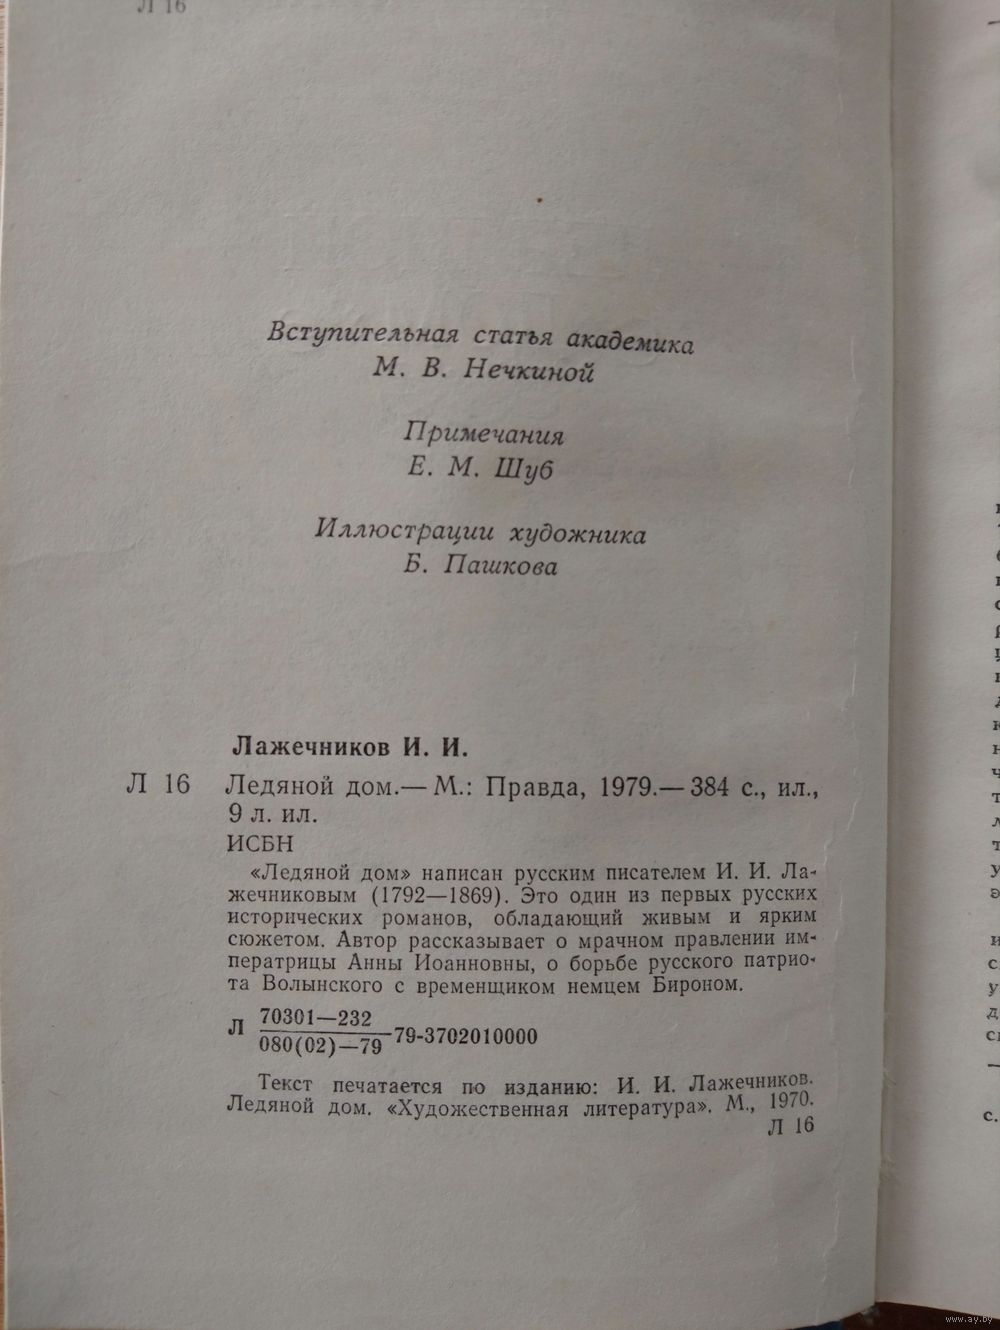 Л 16
Вступительная статья академика
М. В. Нечкиной
Примечания
Е. М. Шуб
Иллюстрации художника
Б. Пашкова
Лажечников И. И.
Л 16 Ледяной дом.— М.: Правда, 1979.— 384 с., ил.,
9 л. ил.
ИСБН
«Ледяной дом» написан русским писателем И. И. Ла-
жечниковым (1792—1869). Это один из первых русских
исторических романов, обладающий живым и ярким
сюжетом. Автор рассказывает о мрачном правлении им-
ператрицы Анны Иоанновны, о борьбе русского патрио-
та Волынского с временщиком немцем Бироном.
Л 70301—232
080(02)—79 79-3702010000
Текст печатается по изданию: И. И. Лажечников.
Ледяной дом. «Художественная литература». М., 1970.
Л 16
www.ay.by